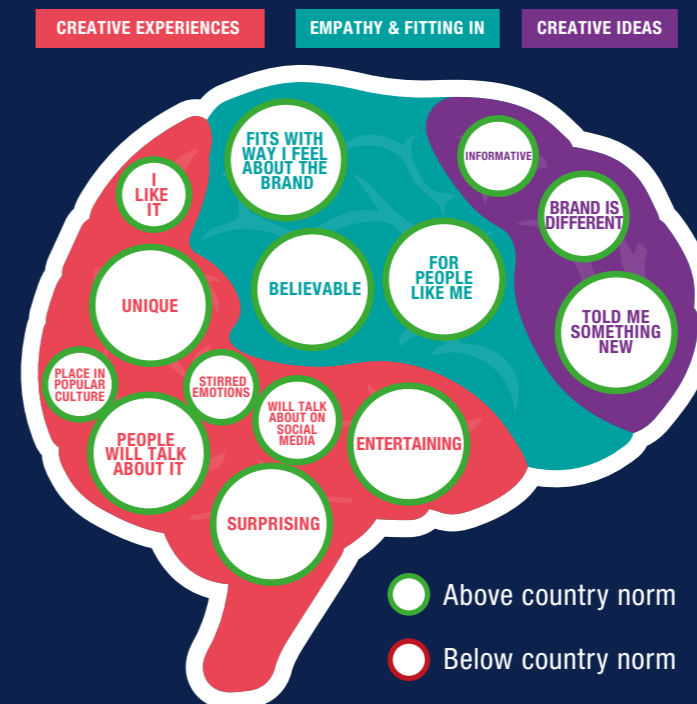 CREATIVE EXPERIENCES
EMPATHY & FITTING IN
CREATIVE IDEAS
FITS WITH
WAY I FEEL
ABOUT THE
BRAND
INFORMATIVE
I
LIKE
IT
BRAND IS
DIFFERENT
BELIEVABLE
FOR
PEOPLE
LIKE ME
UNIQUE
TOLD ME
SOMETHING
NEW
PLACE IN
POPULAR
CULTURE
STIRRED
EMOTIONS
WILL TALK
ABOUT ON
SOCIAL
MEDIA
PEOPLE
WILL TALK
ABOUT IT
ENTERTAINING
SURPRISING
Above country norm
Below country norm